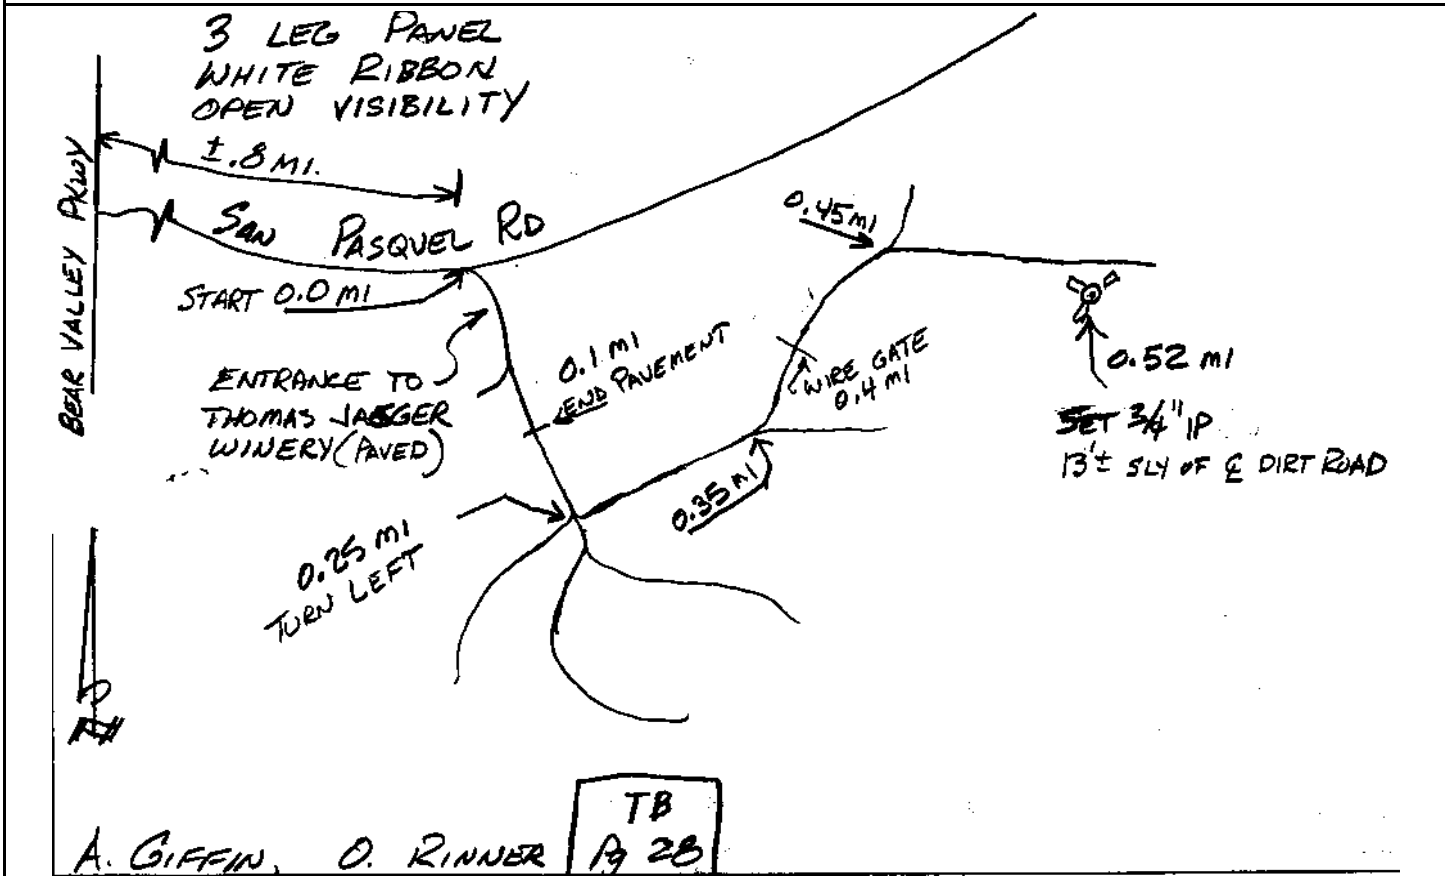 3 LEG PANEL
WHITE RIBBON
OPEN VISIBILITY
±.8 MI.
BEAR VALLEY PKWY
SAN PASQUEL RD
START 0.0 MI
ENTRANCE TO
THOMAS JAEGER
WINERY (PAVED)
0.1 MI
END PAVEMENT
0.45 MI
WIRE GATE
0.4 MI
0.52 MI
SET 3/4" IP
13'± SLY OF ℄ DIRT ROAD
0.35 MI
0.25 MI
TURN LEFT
TB
Pg 28
A. GIFFIN, O. RINNER